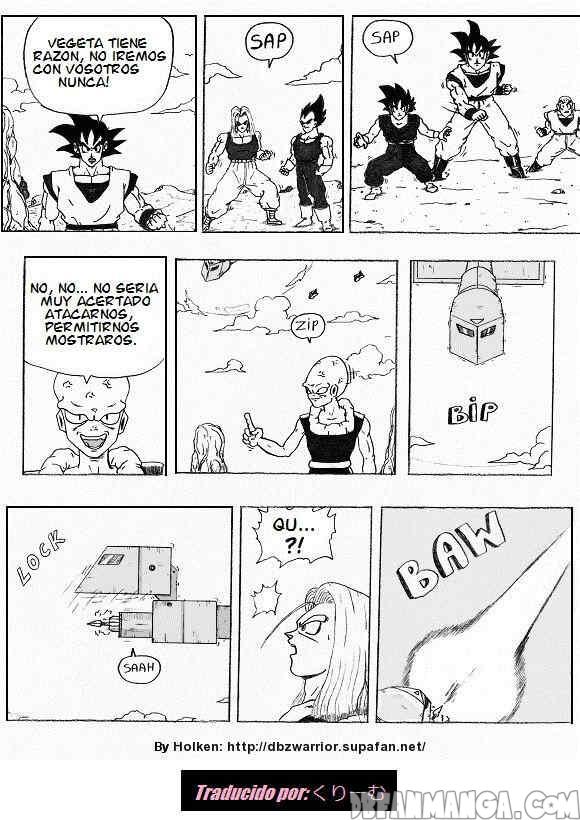 VEGETA TIENE
RAZON, NO IREMOS
CON VOSOTROS
NUNCA!
SAP
SAP
NO, NO... NO SERIA
MUY ACERTADO
ATACARNOS,
PERMITIRNOS
MOSTRAROS.
ZIP
BIP
LOCK
SAAH
QU...
?!
BAW
By Holken: http://dbzwarrior.supafan.net/
Traducido por: くりーむ
DBFANMANGA.COM